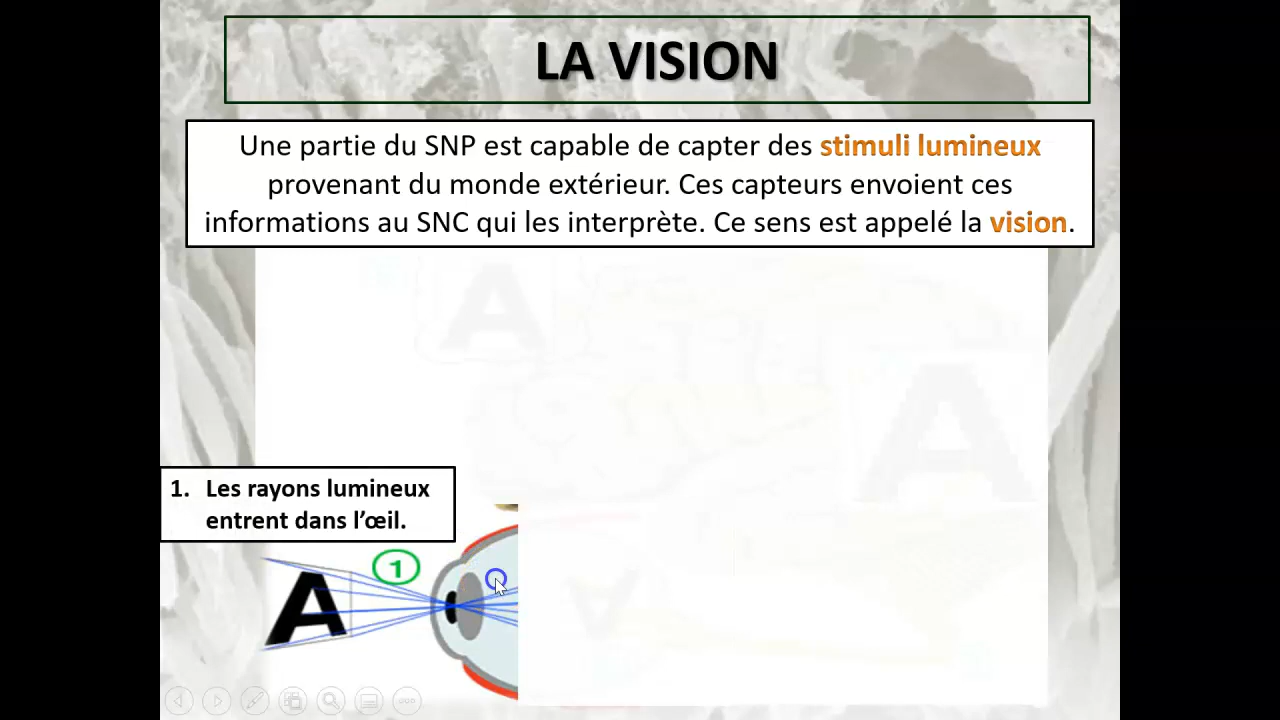 LA VISION
Une partie du SNP est capable de capter des stimuli lumineux
provenant du monde extérieur. Ces capteurs envoient ces
informations au SNC qui les interprète. Ce sens est appelé la vision.
A
A
1. Les rayons lumineux
entrent dans l’œil.
1
A
A